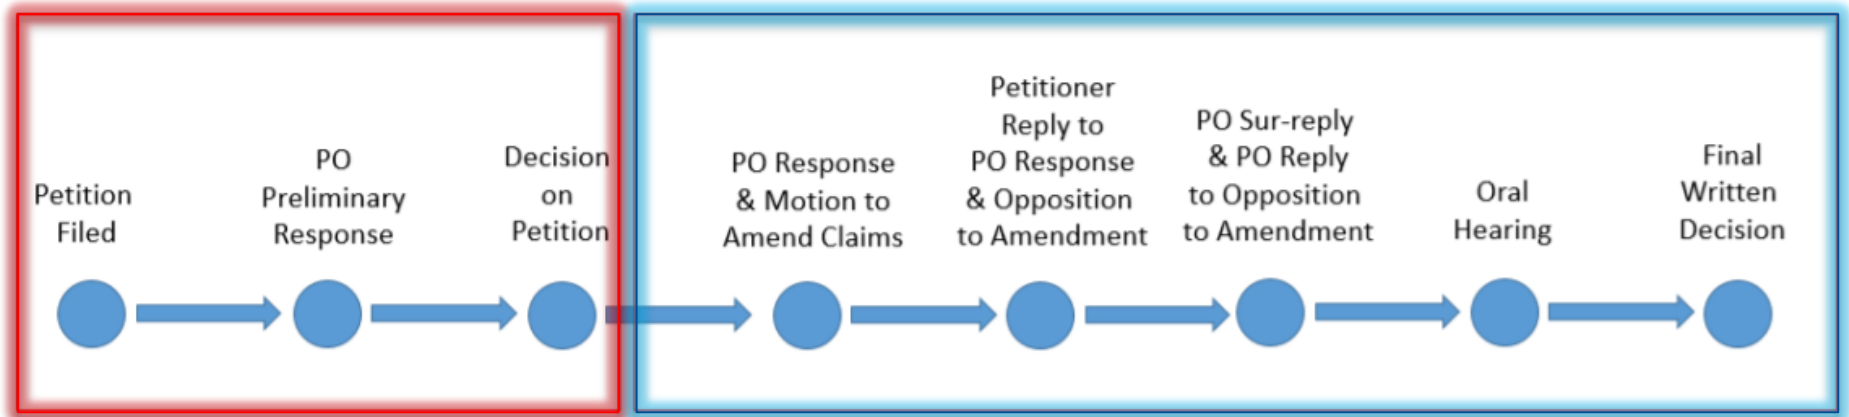 Petition
Filed
PO
Preliminary
Response
Decision
on
Petition
PO Response
& Motion to
Amend Claims
Petitioner
Reply to
PO Response
& Opposition
to Amendment
PO Sur-reply
& PO Reply
to Opposition
to Amendment
Oral
Hearing
Final
Written
Decision